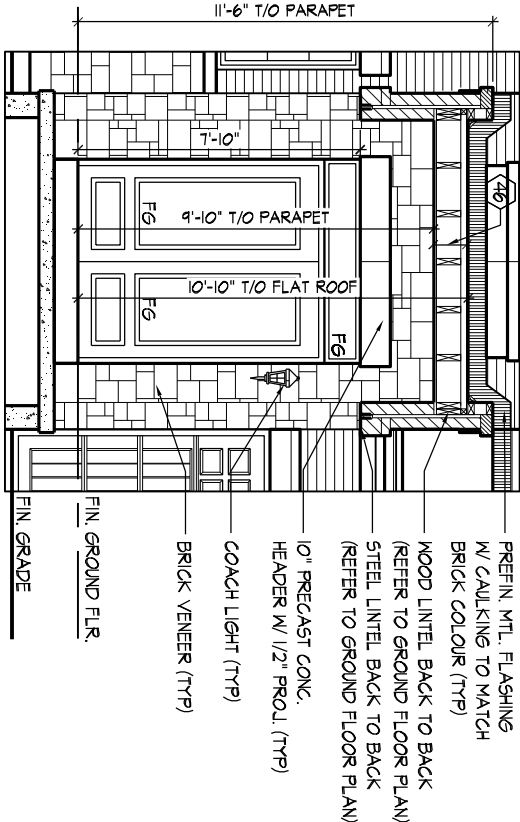 11'-6" T/O PARAPET
7'-10"
9'-10" T/O PARAPET
10'-10" T/O FLAT ROOF
FG
FG
FG
46
PREFIN. MTL. FLASHING
W/ CAULKING TO MATCH
BRICK COLOUR (TYP)
WOOD LINTEL BACK TO BACK
(REFER TO GROUND FLOOR PLAN)
STEEL LINTEL BACK TO BACK
(REFER TO GROUND FLOOR PLAN)
10" PRECAST CONC.
HEADER W/ 1/2" PROJ. (TYP)
COACH LIGHT (TYP)
BRICK VENEER (TYP)
FIN. GROUND FLR.
FIN. GRADE